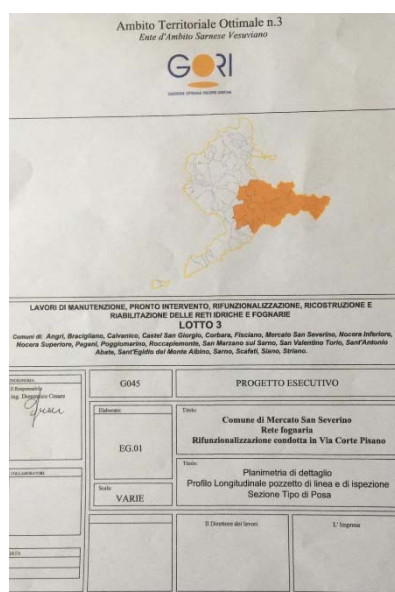 Ambito Territoriale Ottimale n.3
Ente d'Ambito Sarnese Vesuviano
GORI
LAVORI DI MANUTENZIONE, PRONTO INTERVENTO, RIFUNZIONALIZZAZIONE, RICOSTRUZIONE E
RIABILITAZIONE DELLE RETI IDRICHE E FOGNARIE
LOTTO 3
Comuni di: Angri, Bracigliano, Calvanico, Castel San Giorgio, Corbara, Fisciano, Mercato San Severino, Nocera Inferiore,
Nocera Superiore, Pagani, Poggiomarino, Roccapiemonte, San Marzano sul Sarno, San Valentino Torio, Sant'Antonio
Abate, Sant'Egidio del Monte Albino, Sarno, Scafati, Siano, Striano.
Il Responsabile
ing. Domenico Cesare
G045
PROGETTO ESECUTIVO
Elaborato
EG.01
Titolo:
Comune di Mercato San Severino
Rete fognaria
Rifunzionalizzazione condotta in Via Corte Pisano
Scala:
VARIE
Titolo:
Planimetria di dettaglio
Profilo Longitudinale pozzetto di linea e di ispezione
Sezione Tipo di Posa
Il Direttore dei lavori
L' Impresa